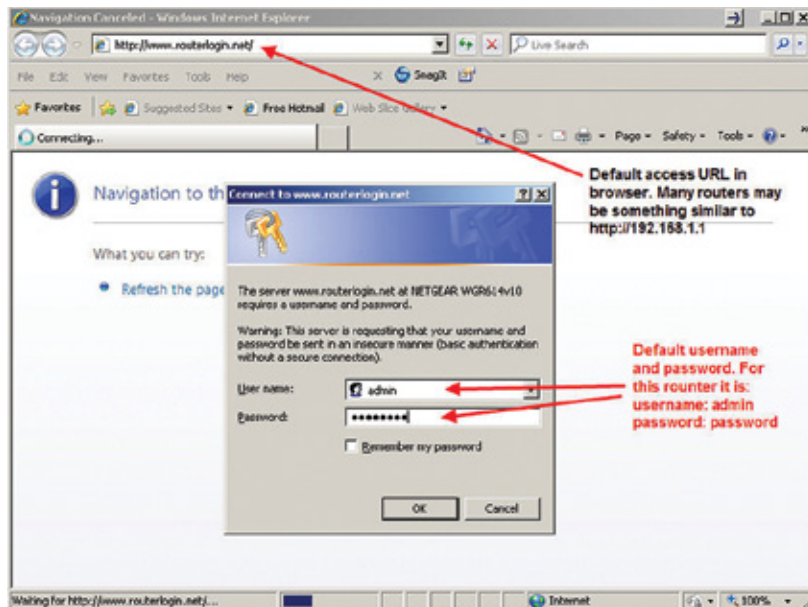 Navigation Canceled - Windows Internet Explorer
http://www.routerlogin.net/
Live Search
File Edit View Favorites Tools Help
SnagIt
Favorites
Suggested Sites
Free Hotmail
Web Slice Gallery
Connecting...
Page Safety Tools
Default access URL in
browser. Many routers may
be something similar to
http://192.168.1.1
Navigation to th
What you can try:
Refresh the page
Connect to www.routerlogin.net
The server www.routerlogin.net at NETGEAR WGR614v10
requires a username and password.
Warning: This server is requesting that your username and
password be sent in an insecure manner (basic authentication
without a secure connection).
User name:
admin
Password:
Remember my password
OK
Cancel
Default username
and password. For
this rounter it is:
username: admin
password: password
Waiting for http://www.routerlogin.net/...
Internet
100%